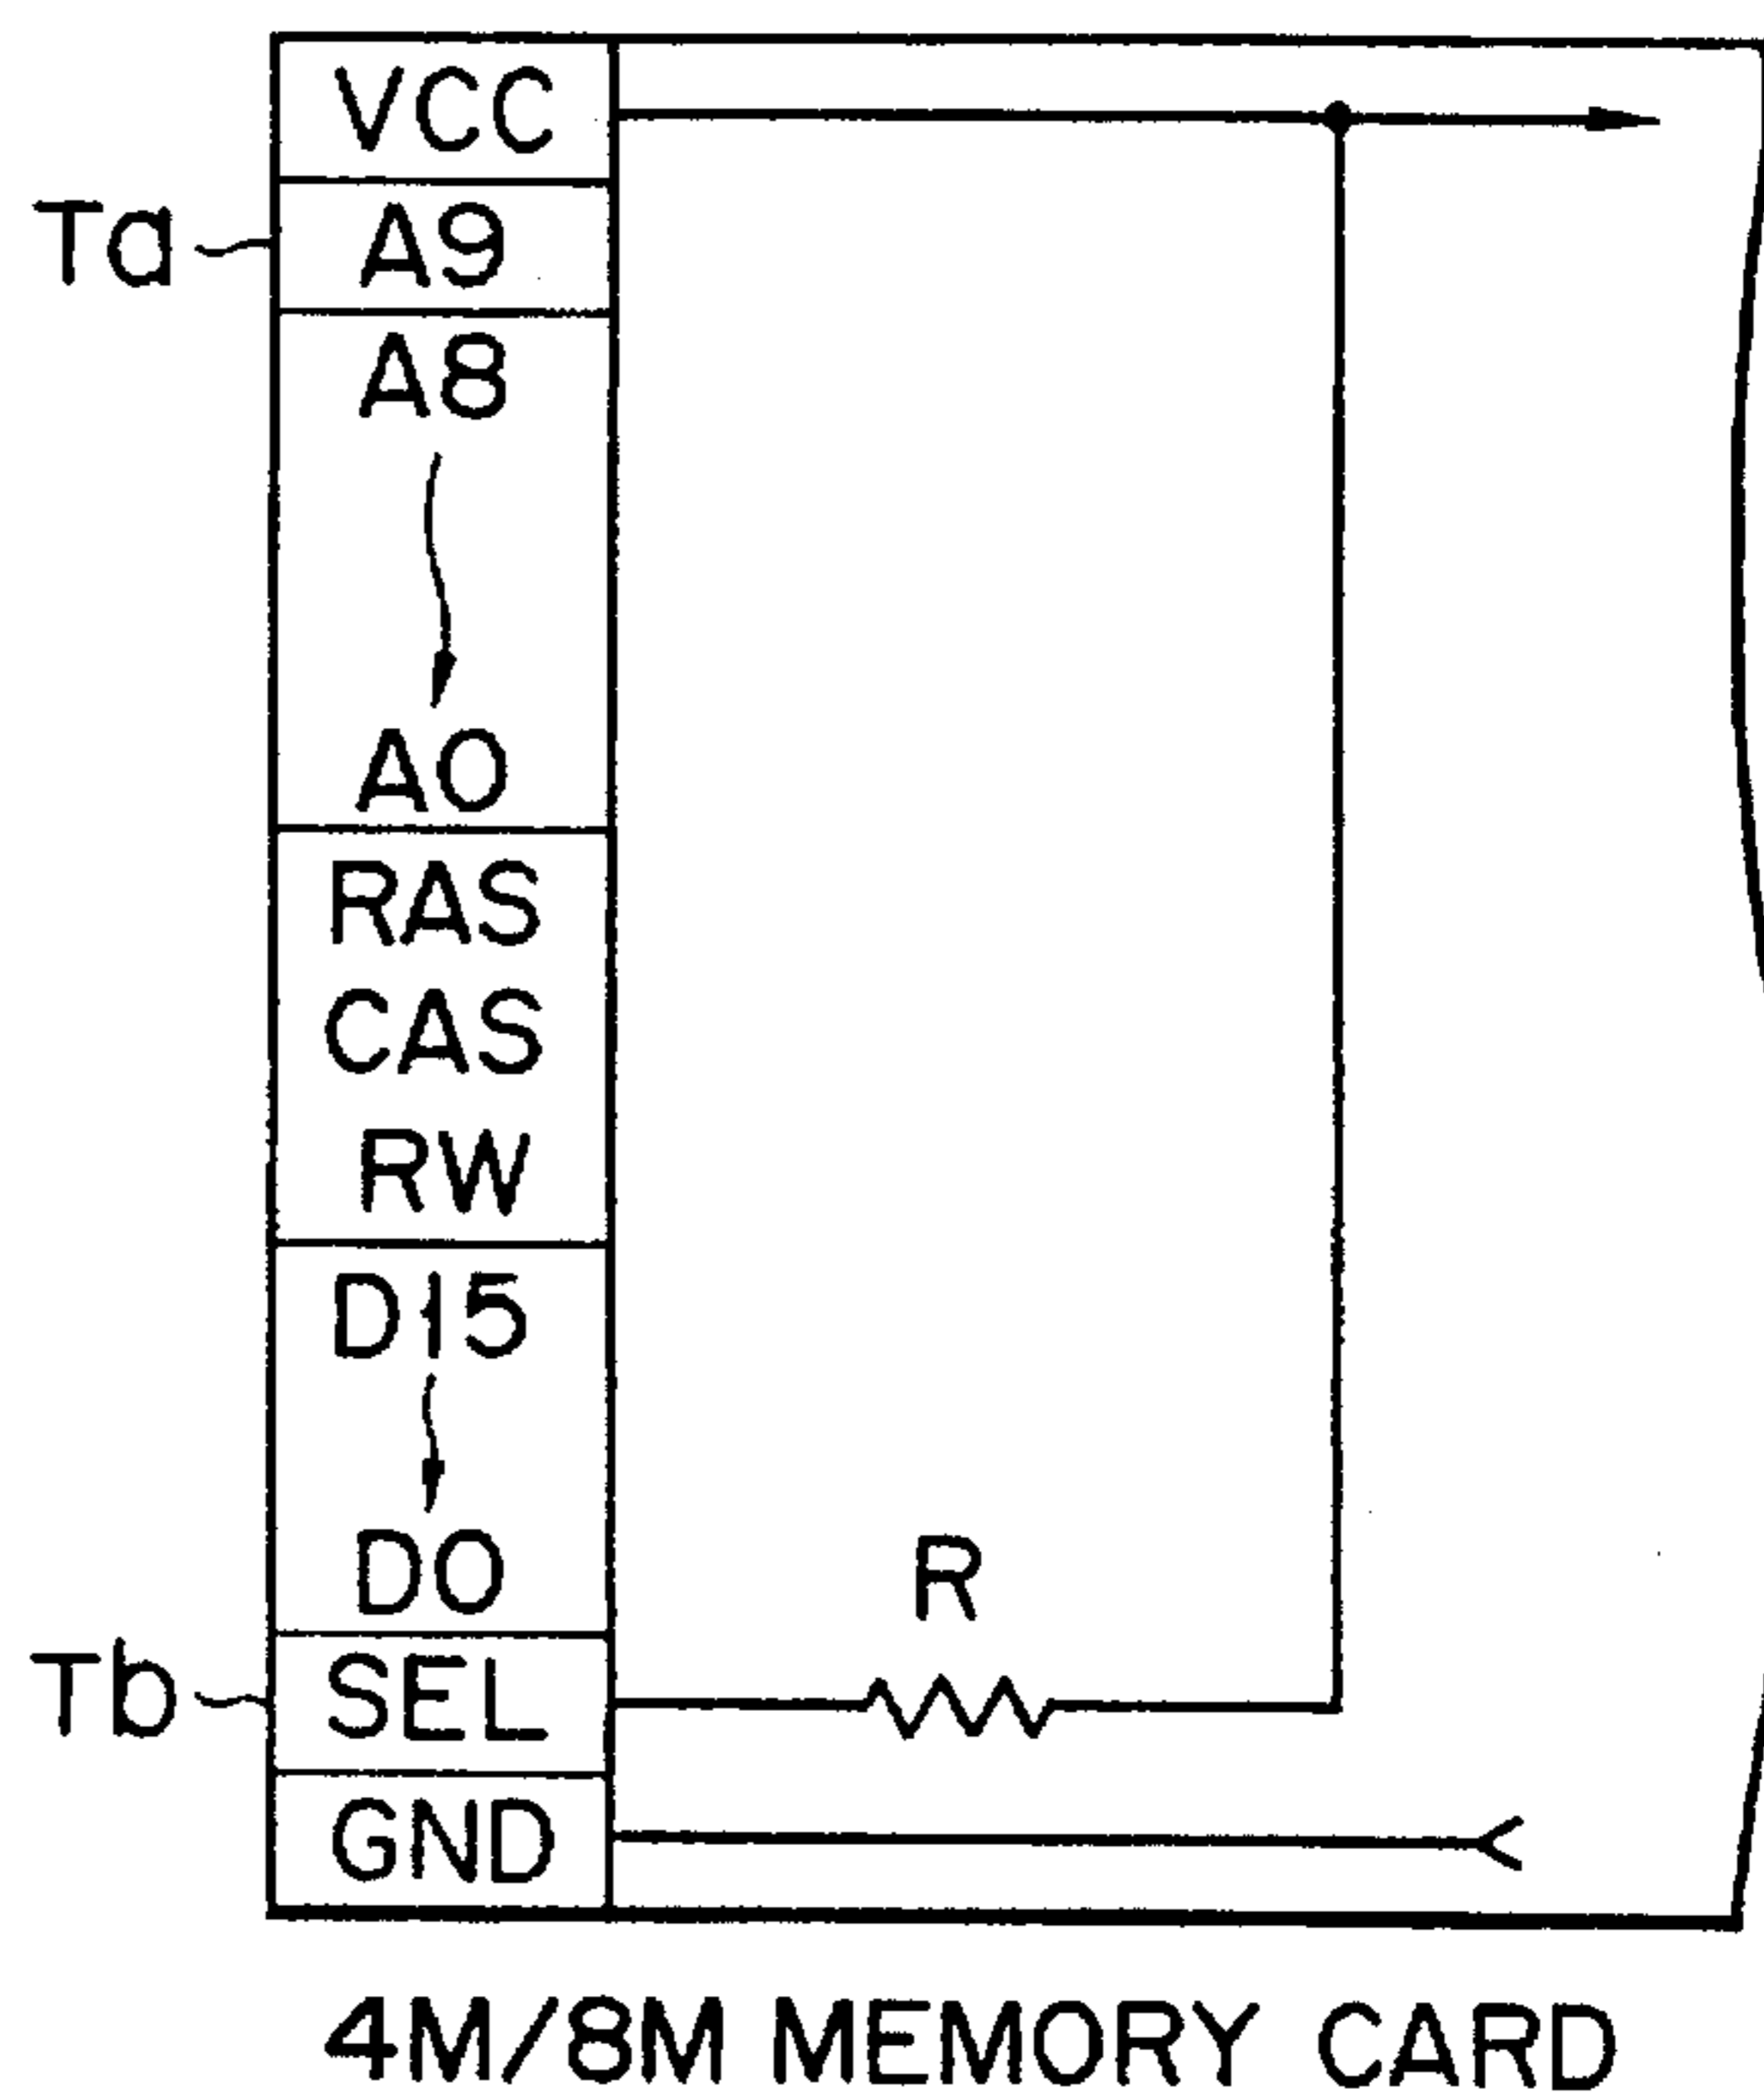 VCC
Ta
A9
A8
A0
RAS
CAS
RW
D15
D0
R
Tb
SEL
GND
4M/8M MEMORY CARD